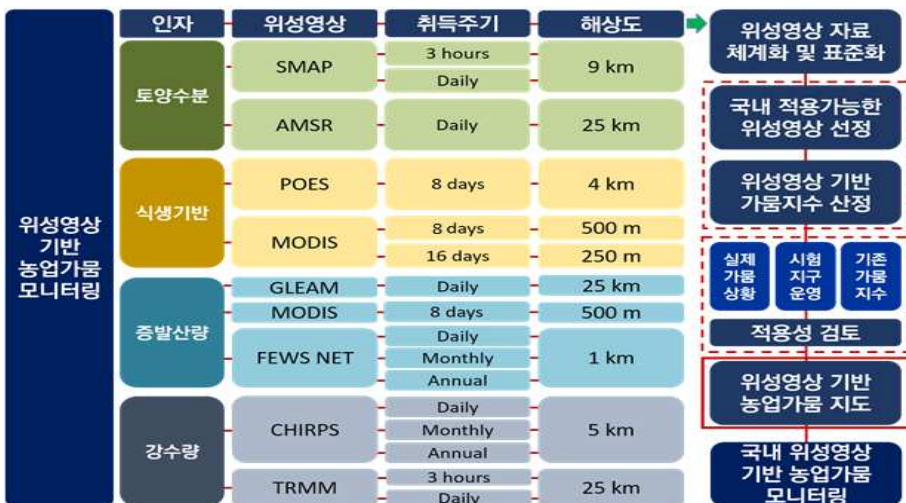 위성영상
기반
농업가뭄
모니터링
인자
위성영상
취득주기
해상도
토양수분
SMAP
3 hours
Daily
9 km
AMSR
Daily
25 km
식생기반
POES
8 days
4 km
MODIS
8 days
500 m
16 days
250 m
증발산량
GLEAM
Daily
25 km
MODIS
8 days
500 m
FEWS NET
Daily
Monthly
Annual
1 km
강수량
CHIRPS
Daily
Monthly
Annual
5 km
TRMM
3 hours
Daily
25 km
위성영상 자료
체계화 및 표준화
국내 적용가능한
위성영상 선정
위성영상 기반
가뭄지수 산정
실제
가뭄
상황
시험
지구
운영
기존
가뭄
지수
적용성 검토
위성영상 기반
농업가뭄 지도
국내 위성영상
기반 농업가뭄
모니터링